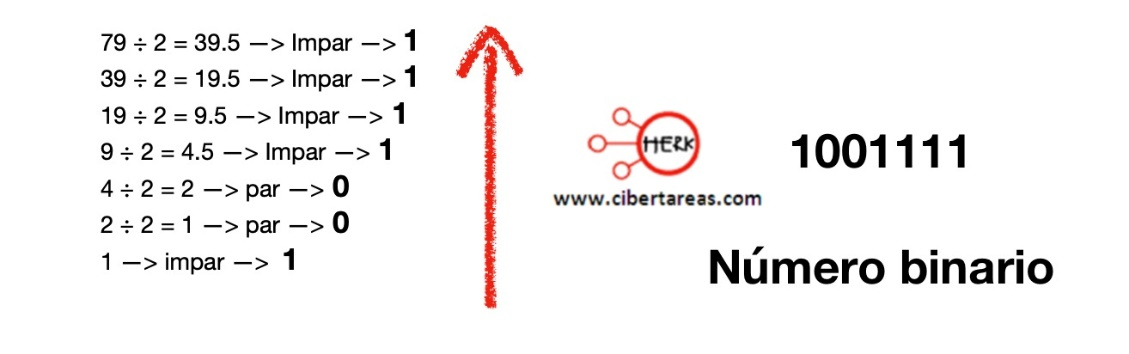 79 ÷ 2 = 39.5 —> Impar —> 1
39 ÷ 2 = 19.5 —> Impar —> 1
19 ÷ 2 = 9.5 —> Impar —> 1
9 ÷ 2 = 4.5 —> Impar —> 1
4 ÷ 2 = 2 —> par —> 0
2 ÷ 2 = 1 —> par —> 0
1 —> impar —> 1
HERK
www.cibertareas.com
1001111
Número binario